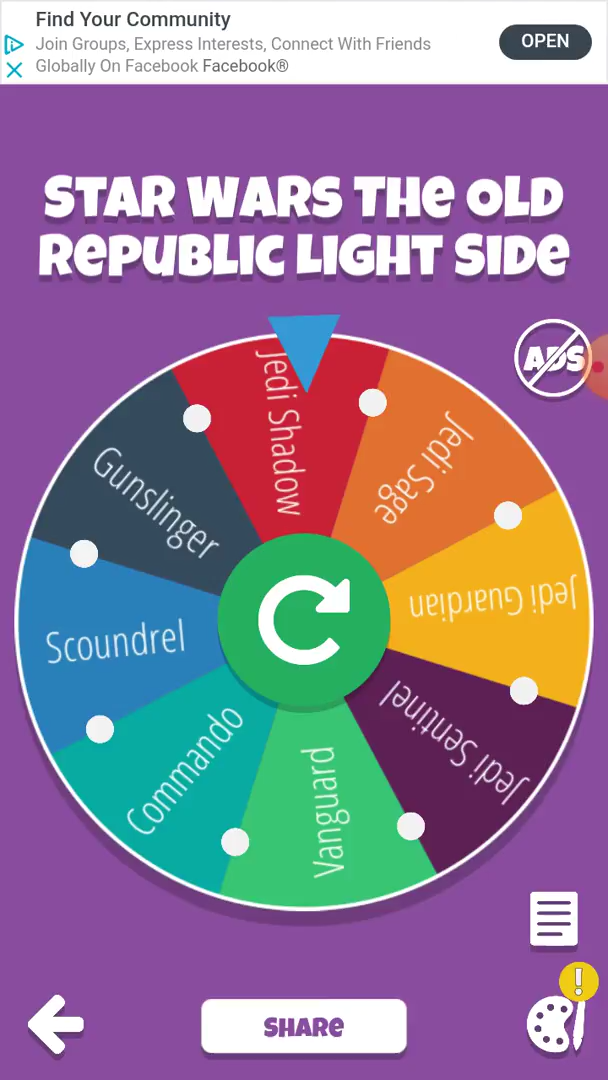 Find Your Community
Join Groups, Express Interests, Connect With Friends
Globally On Facebook Facebook®
OPEN
STAR WARS THe OLD
RePUBLIC LIGHT SIDe
ADS
Jedi Shadow
Jedi Sage
Gunslinger
Jedi Guardian
Scoundrel
Jedi Sentinel
Commando
Vanguard
!
SHARe